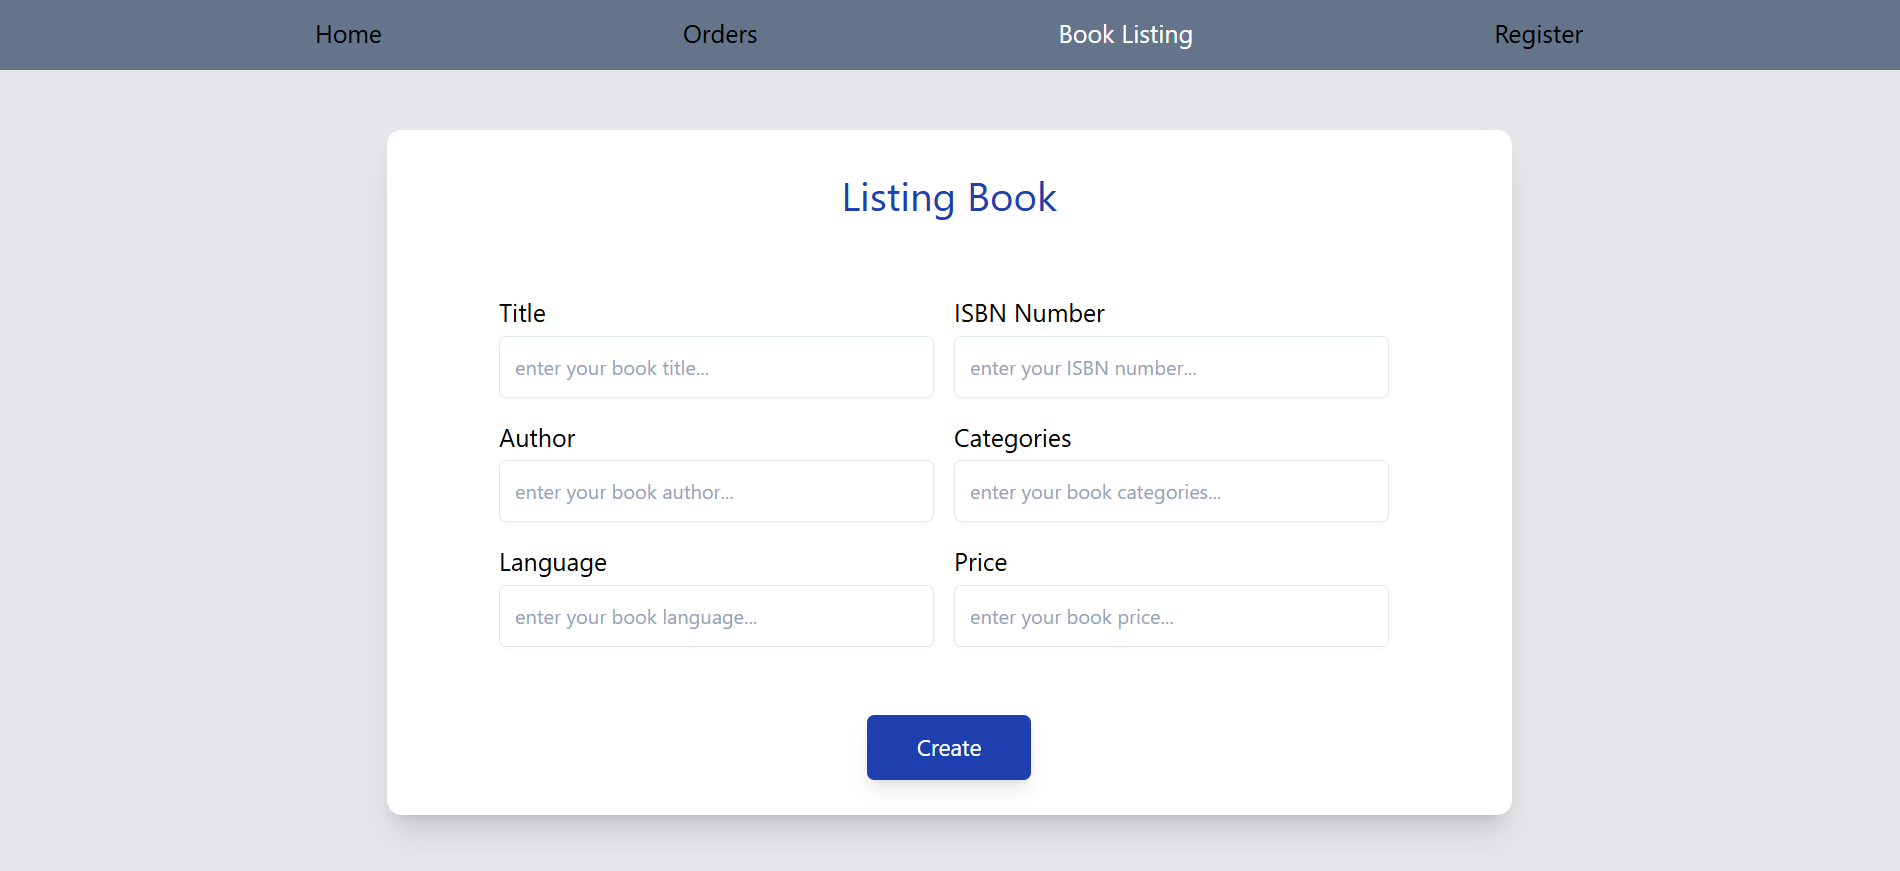 Home Orders Book Listing Register
Listing Book
Title
enter your book title...
ISBN Number
enter your ISBN number...
Author
enter your book author...
Categories
enter your book categories...
Language
enter your book language...
Price
enter your book price...
Create